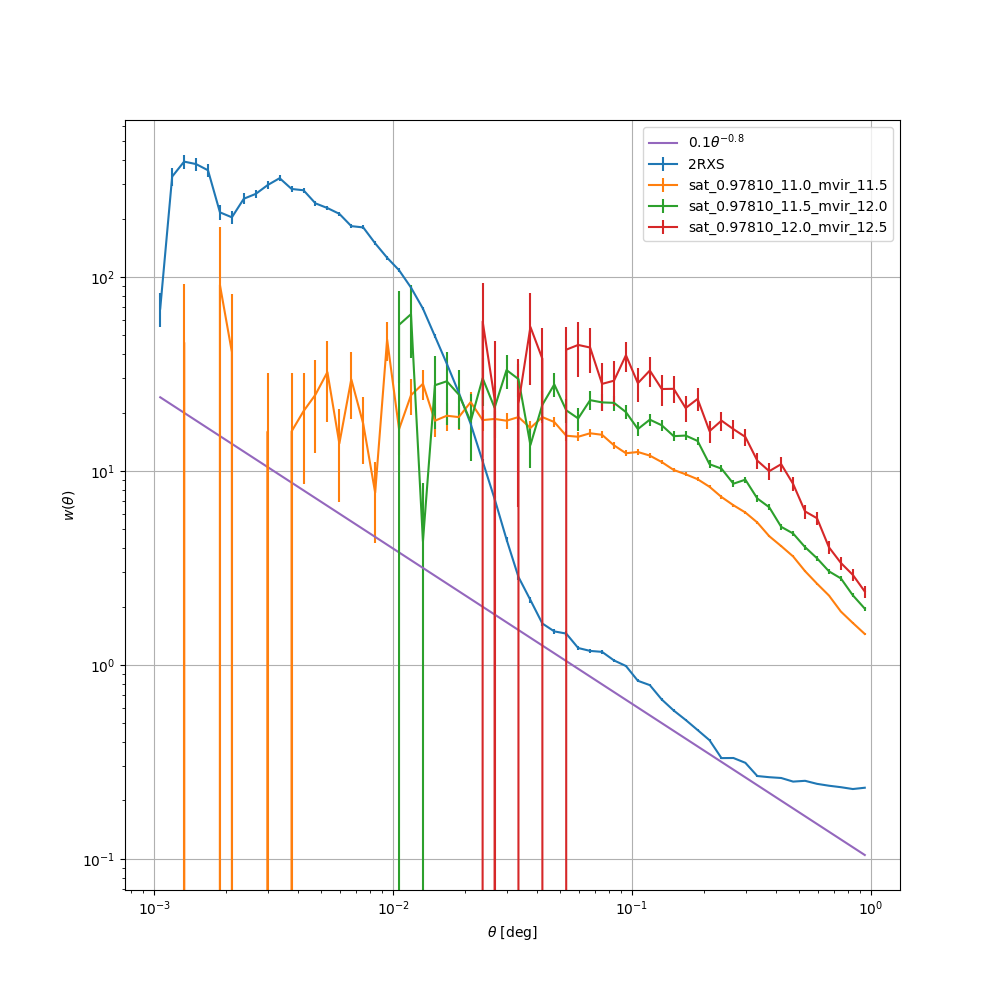 0.1θ^{-0.8}
2RXS
sat_0.97810_11.0_mvir_11.5
sat_0.97810_11.5_mvir_12.0
sat_0.97810_12.0_mvir_12.5
10^2
10^1
10^0
10^{-1}
w(θ)
10^{-3}
10^{-2}
10^{-1}
10^0
θ [deg]